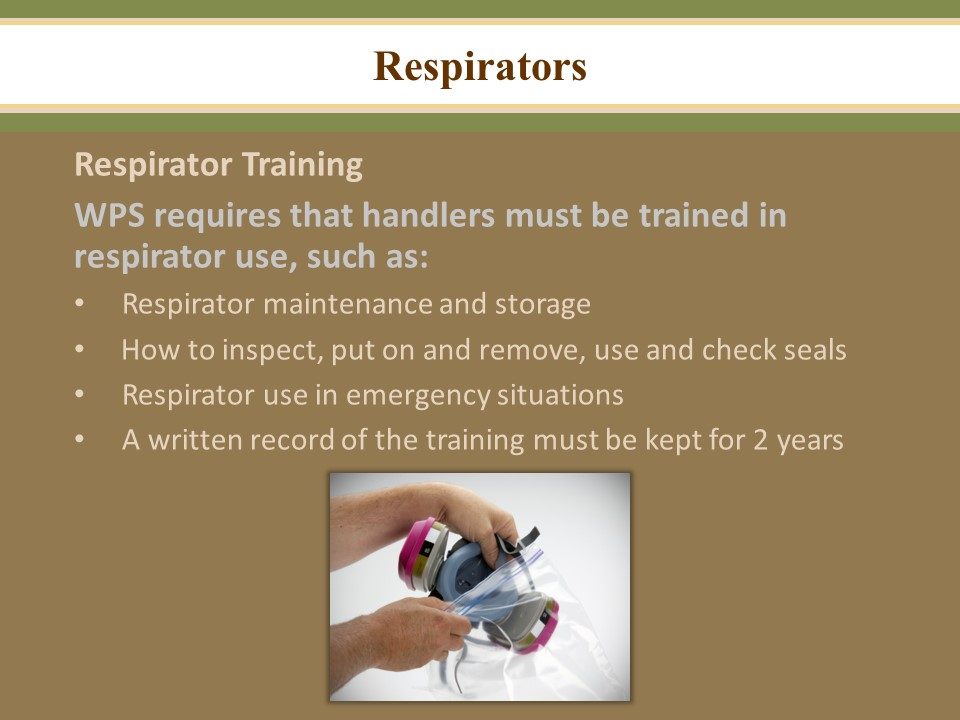 Respirators
Respirator Training
WPS requires that handlers must be trained in
respirator use, such as:
• Respirator maintenance and storage
• How to inspect, put on and remove, use and check seals
• Respirator use in emergency situations
• A written record of the training must be kept for 2 years